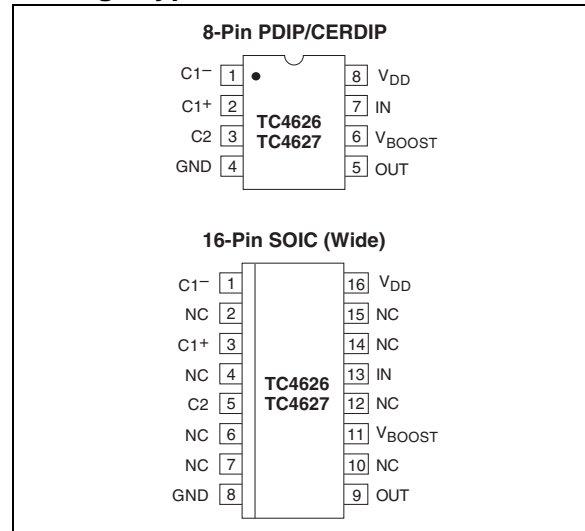 8-Pin PDIP/CERDIP
C1– 1 8 VDD
C1+ 2 7 IN
TC4626
C2 3 TC4627 6 VBOOST
GND 4 5 OUT
16-Pin SOIC (Wide)
C1– 1 16 VDD
NC 2 15 NC
C1+ 3 14 NC
NC 4 13 IN
TC4626
C2 5 TC4627 12 NC
NC 6 11 VBOOST
NC 7 10 NC
GND 8 9 OUT